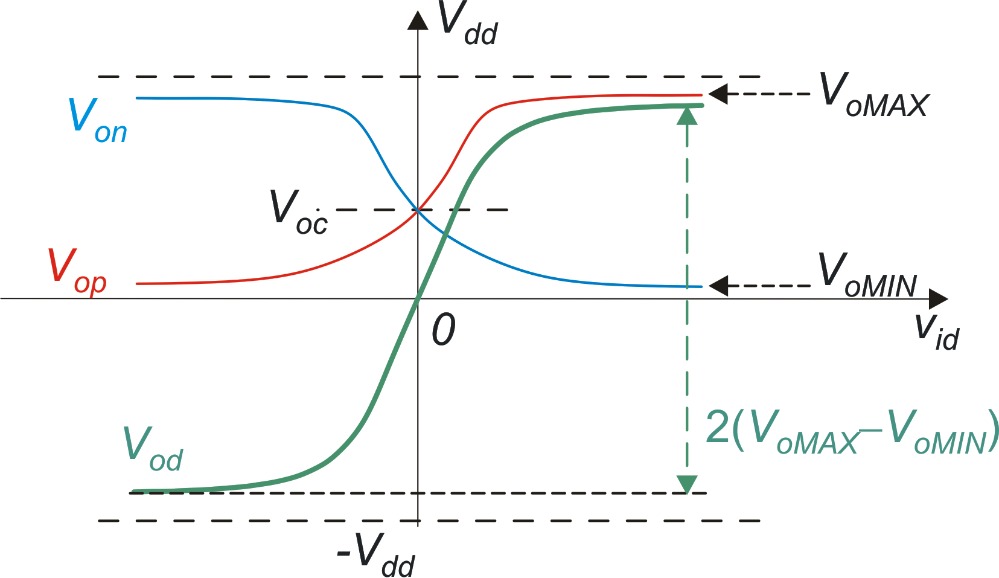 Vdd
VoMAX
Von
Voc
Vop
VoMIN
vid
0
Vod
2(VoMAX–VoMIN)
-Vdd